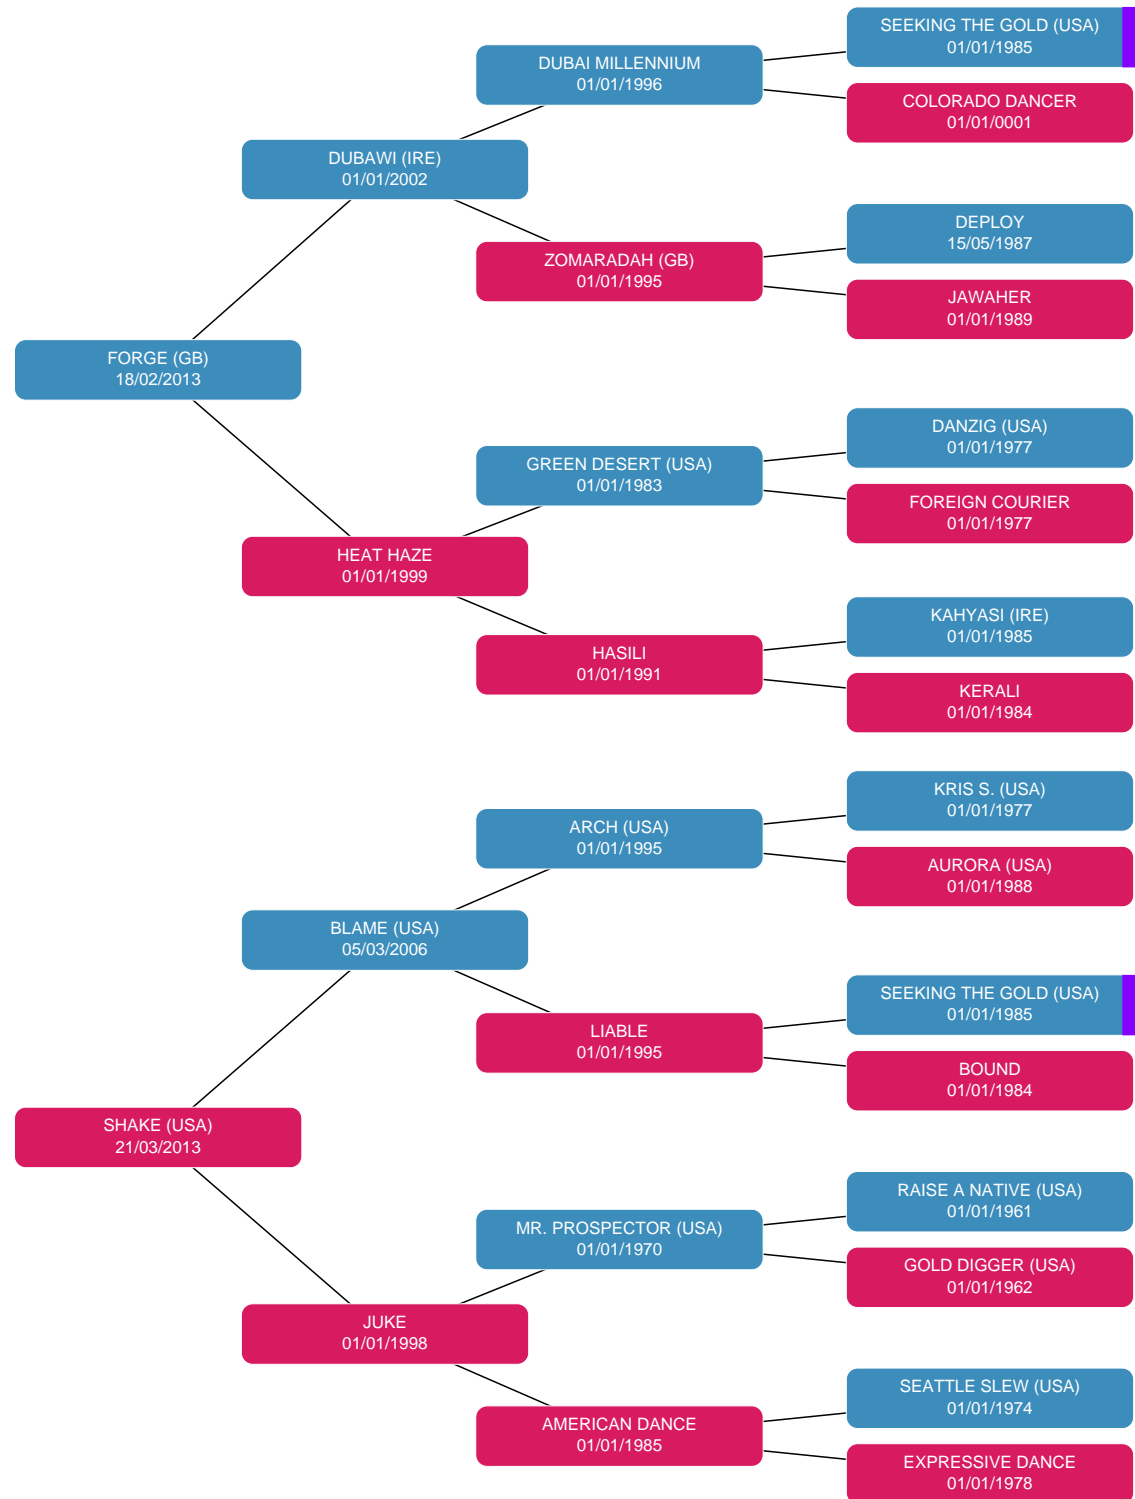 SEEKING THE GOLD (USA)
01/01/1985
DUBAI MILLENNIUM
01/01/1996
COLORADO DANCER
01/01/0001
DUBAWI (IRE)
01/01/2002
DEPLOY
15/05/1987
ZOMARADAH (GB)
01/01/1995
JAWAHER
01/01/1989
FORGE (GB)
18/02/2013
DANZIG (USA)
01/01/1977
GREEN DESERT (USA)
01/01/1983
FOREIGN COURIER
01/01/1977
HEAT HAZE
01/01/1999
KAHYASI (IRE)
01/01/1985
HASILI
01/01/1991
KERALI
01/01/1984
KRIS S. (USA)
01/01/1977
ARCH (USA)
01/01/1995
AURORA (USA)
01/01/1988
BLAME (USA)
05/03/2006
SEEKING THE GOLD (USA)
01/01/1985
LIABLE
01/01/1995
BOUND
01/01/1984
SHAKE (USA)
21/03/2013
RAISE A NATIVE (USA)
01/01/1961
MR. PROSPECTOR (USA)
01/01/1970
GOLD DIGGER (USA)
01/01/1962
JUKE
01/01/1998
SEATTLE SLEW (USA)
01/01/1974
AMERICAN DANCE
01/01/1985
EXPRESSIVE DANCE
01/01/1978